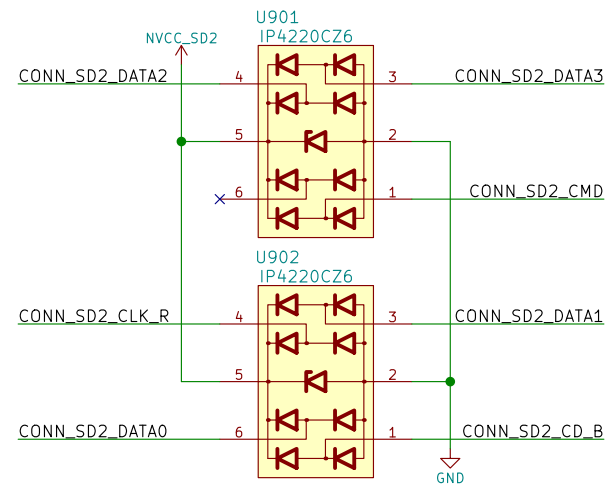 U901
IP4220CZ6
NVCC_SD2
CONN_SD2_DATA2 4 3 CONN_SD2_DATA3
5 2
6 1 CONN_SD2_CMD
U902
IP4220CZ6
CONN_SD2_CLK_R 4 3 CONN_SD2_DATA1
5 2
CONN_SD2_DATA0 6 1 CONN_SD2_CD_B
GND